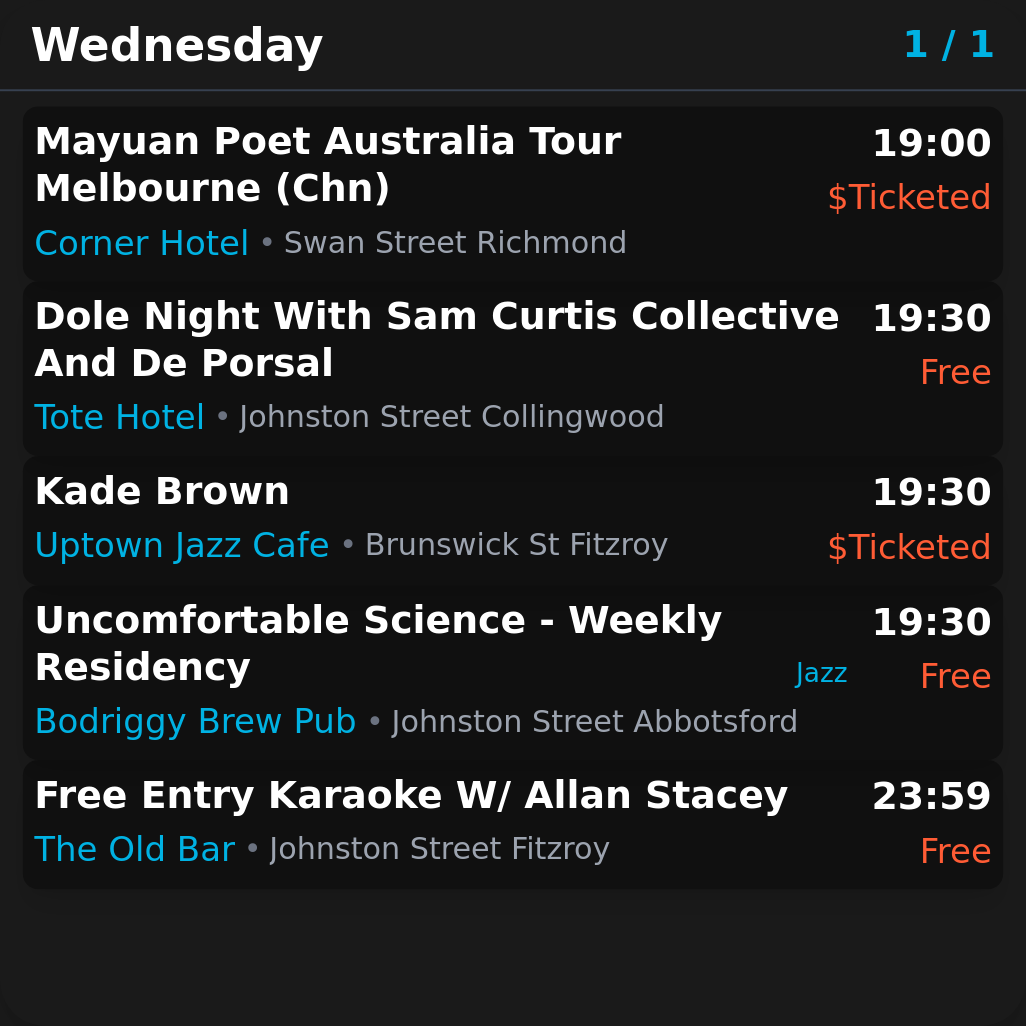 Wednesday 1 / 1
Mayuan Poet Australia Tour 19:00
Melbourne (Chn) $Ticketed
Corner Hotel • Swan Street Richmond
Dole Night With Sam Curtis Collective 19:30
And De Porsal Free
Tote Hotel • Johnston Street Collingwood
Kade Brown 19:30
Uptown Jazz Cafe • Brunswick St Fitzroy $Ticketed
Uncomfortable Science - Weekly 19:30
Residency Jazz Free
Bodriggy Brew Pub • Johnston Street Abbotsford
Free Entry Karaoke W/ Allan Stacey 23:59
The Old Bar • Johnston Street Fitzroy Free